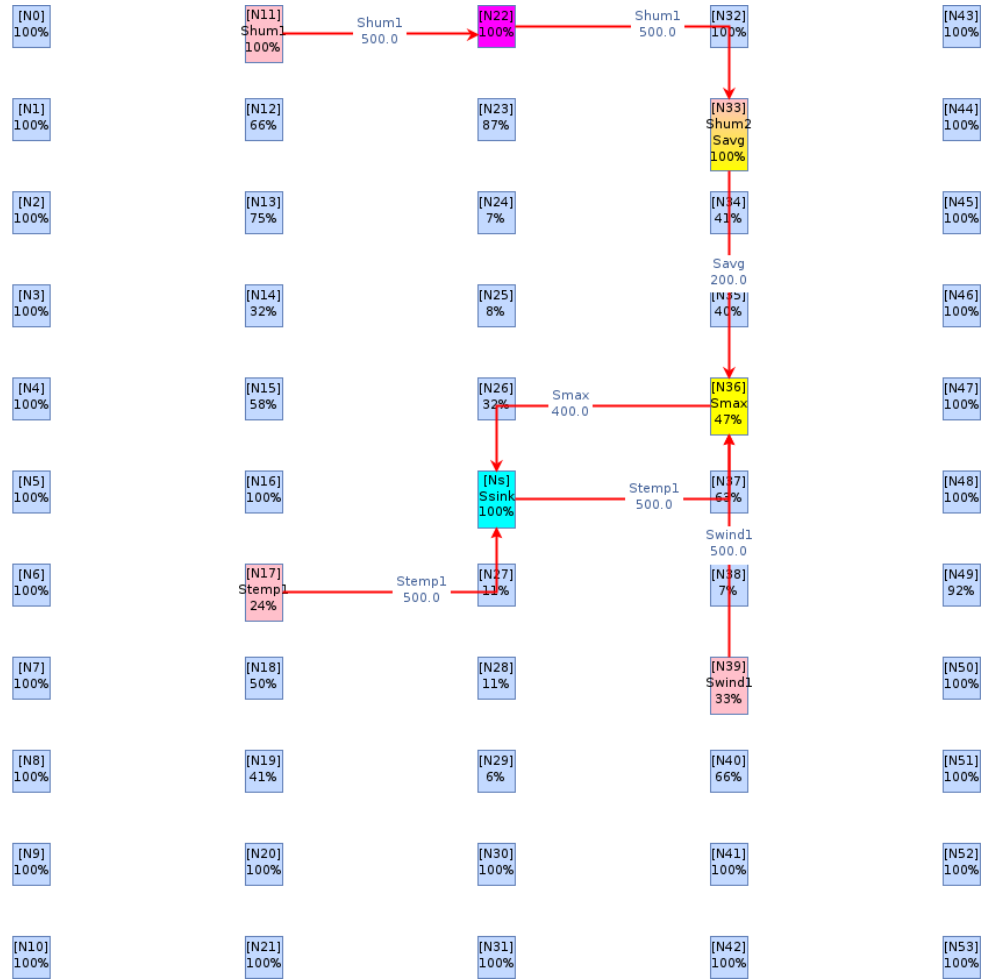 [N0]
100%
[N11]
Shum1
100%
Shum1
500.0
[N22]
100%
Shum1
500.0
[N32]
100%
[N43]
100%
[N1]
100%
[N12]
66%
[N23]
87%
[N33]
Shum2
Savg
100%
[N44]
100%
[N2]
100%
[N13]
75%
[N24]
7%
[N34]
41%
[N45]
100%
Savg
200.0
[N3]
100%
[N14]
32%
[N25]
8%
[N35]
40%
[N46]
100%
[N4]
100%
[N15]
58%
[N26]
32%
Smax
400.0
[N36]
Smax
47%
[N47]
100%
[N5]
100%
[N16]
100%
[Ns]
Ssink
100%
Stemp1
500.0
[N37]
63%
[N48]
100%
Swind1
500.0
[N6]
100%
[N17]
Stemp1
24%
Stemp1
500.0
[N27]
11%
[N38]
7%
[N49]
92%
[N7]
100%
[N18]
50%
[N28]
11%
[N39]
Swind1
33%
[N50]
100%
[N8]
100%
[N19]
41%
[N29]
6%
[N40]
66%
[N51]
100%
[N9]
100%
[N20]
100%
[N30]
100%
[N41]
100%
[N52]
100%
[N10]
100%
[N21]
100%
[N31]
100%
[N42]
100%
[N53]
100%